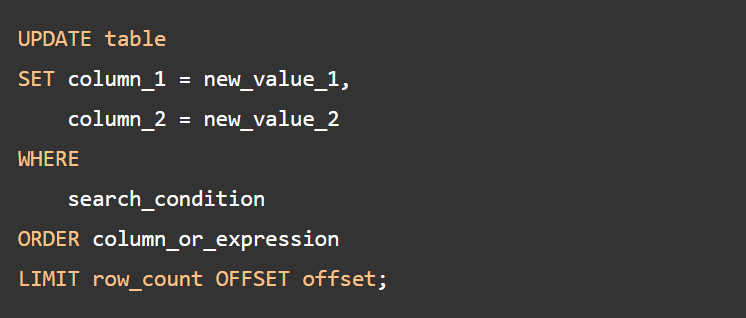 UPDATE table
SET column_1 = new_value_1,
    column_2 = new_value_2
WHERE
    search_condition
ORDER column_or_expression
LIMIT row_count OFFSET offset;